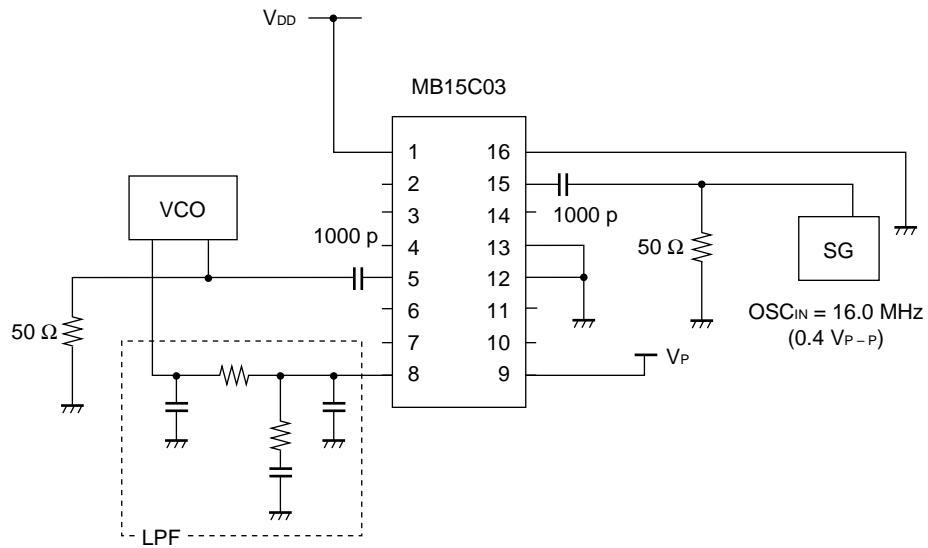 VDD
MB15C03
1 16
2 15
3 14
4 13
5 12
6 11
7 10
8 9
VCO
1000 p
1000 p
50 Ω
SG
OSCIN = 16.0 MHz
(0.4 VP – P)
50 Ω
VP
LPF